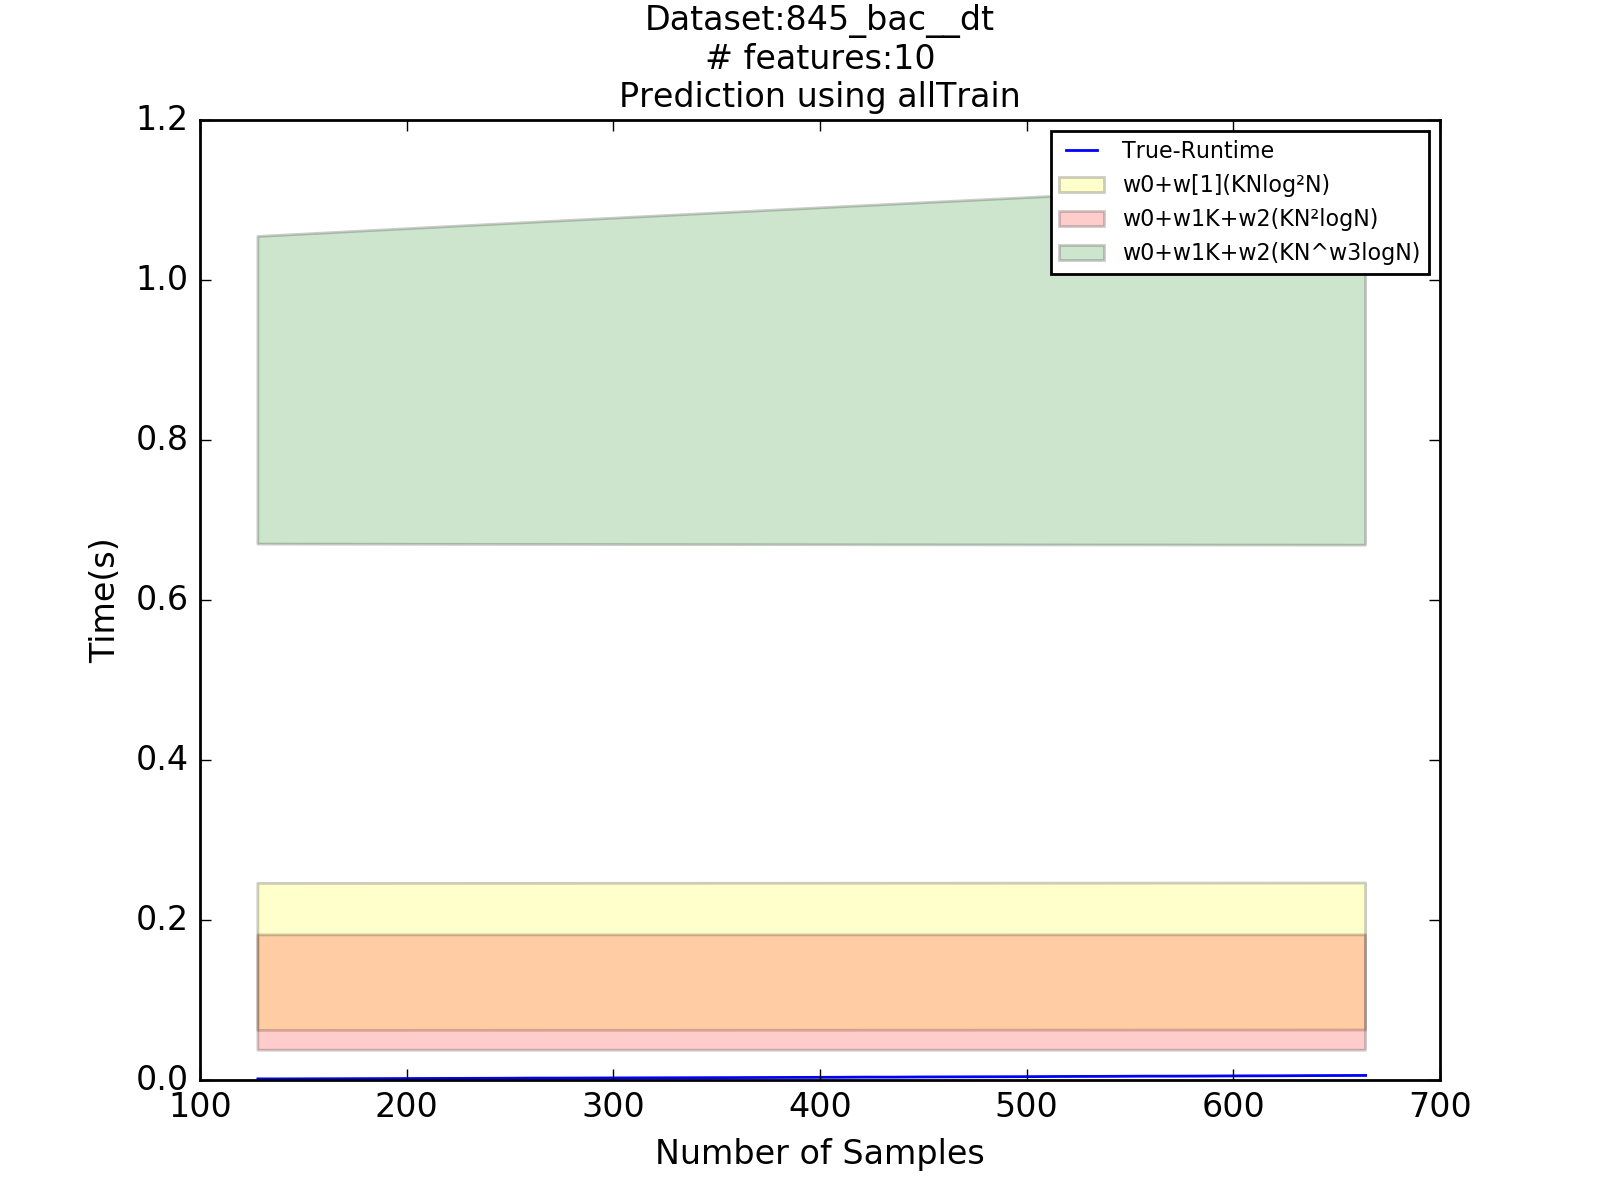 Dataset:845_bac__dt
# features:10
Prediction using allTrain
1.2
1.0
0.8
0.6
0.4
0.2
0.0
Time(s)
True-Runtime
w0+w[1](KNlog²N)
w0+w1K+w2(KN²logN)
w0+w1K+w2(KN^w3logN)
100 200 300 400 500 600 700
Number of Samples